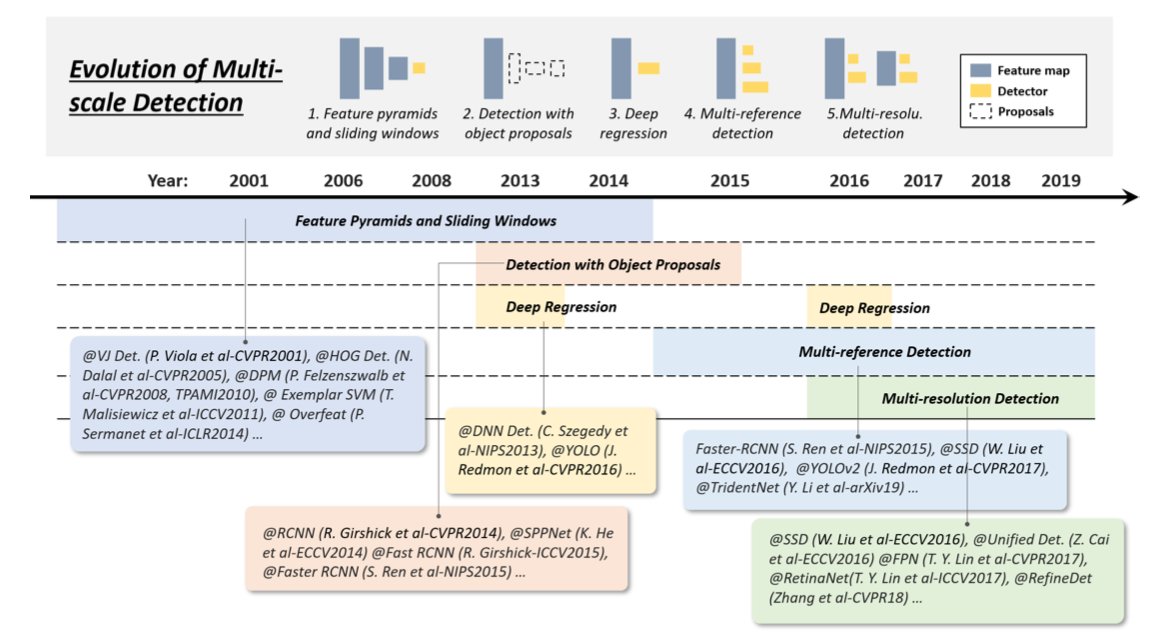 Evolution of Multi-
scale Detection
1. Feature pyramids
and sliding windows
2. Detection with
object proposals
3. Deep
regression
4. Multi-reference
detection
5.Multi-resolu.
detection
Feature map
Detector
Proposals
Year: 2001 2006 2008 2013 2014 2015 2016 2017 2018 2019
Feature Pyramids and Sliding Windows
Detection with Object Proposals
Deep Regression
Deep Regression
Multi-reference Detection
Multi-resolution Detection
@VJ Det. (P. Viola et al-CVPR2001), @HOG Det. (N.
Dalal et al-CVPR2005), @DPM (P. Felzenszwalb et
al-CVPR2008, TPAMI2010), @ Exemplar SVM (T.
Malisiewicz et al-ICCV2011), @ Overfeat (P.
Sermanet et al-ICLR2014) ...
@DNN Det. (C. Szegedy et
al-NIPS2013), @YOLO (J.
Redmon et al-CVPR2016) ...
Faster-RCNN (S. Ren et al-NIPS2015), @SSD (W. Liu et
al-ECCV2016), @YOLOv2 (J. Redmon et al-CVPR2017),
@TridentNet (Y. Li et al-arXiv19) ...
@RCNN (R. Girshick et al-CVPR2014), @SPPNet (K. He
et al-ECCV2014) @Fast RCNN (R. Girshick-ICCV2015),
@Faster RCNN (S. Ren et al-NIPS2015) ...
@SSD (W. Liu et al-ECCV2016), @Unified Det. (Z. Cai
et al-ECCV2016) @FPN (T. Y. Lin et al-CVPR2017),
@RetinaNet(T. Y. Lin et al-ICCV2017), @RefineDet
(Zhang et al-CVPR18) ...